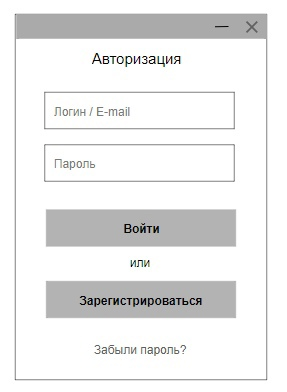 Авторизация
Логин / E-mail
Пароль
Войти
или
Зарегистрироваться
Забыли пароль?